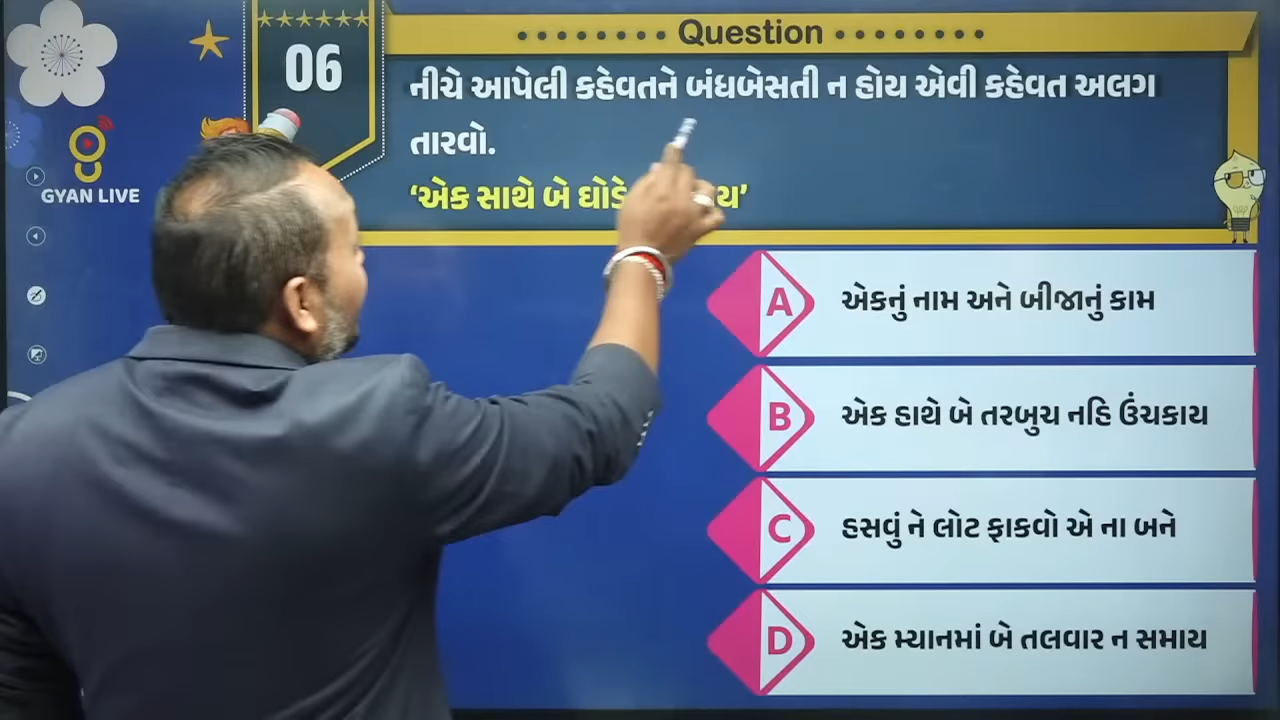 Question
06
નીચે આપેલી કહેવતને બંધબેસતી ન હોય એવી કહેવત અલગ
તારવો.
GYAN LIVE
‘એક સાથે બે ય’
A એકનું નામ અને બીજાનું કામ
B એક હાથે બે તરબુચ નહિ ઉંચકાય
C હસવું ને લોટ ફાકવો એ ના બને
D એક મ્યાનમાં બે તલવાર ન સમાય